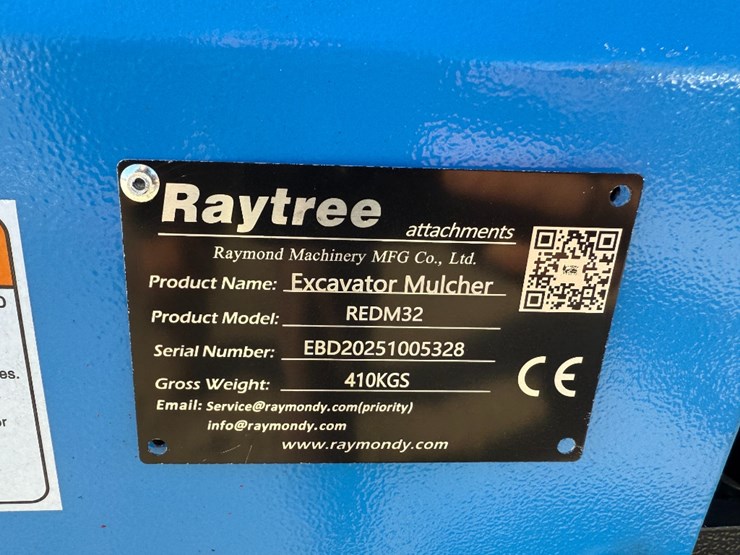 Raytree
attachments
Raymond Machinery MFG Co., Ltd.
Product Name: Excavator Mulcher
Product Model: REDM32
Serial Number: EBD20251005328
Gross Weight: 410KGS
CE
Email: Service@raymondy.com(priority)
info@raymondy.com
www.raymondy.com
es.